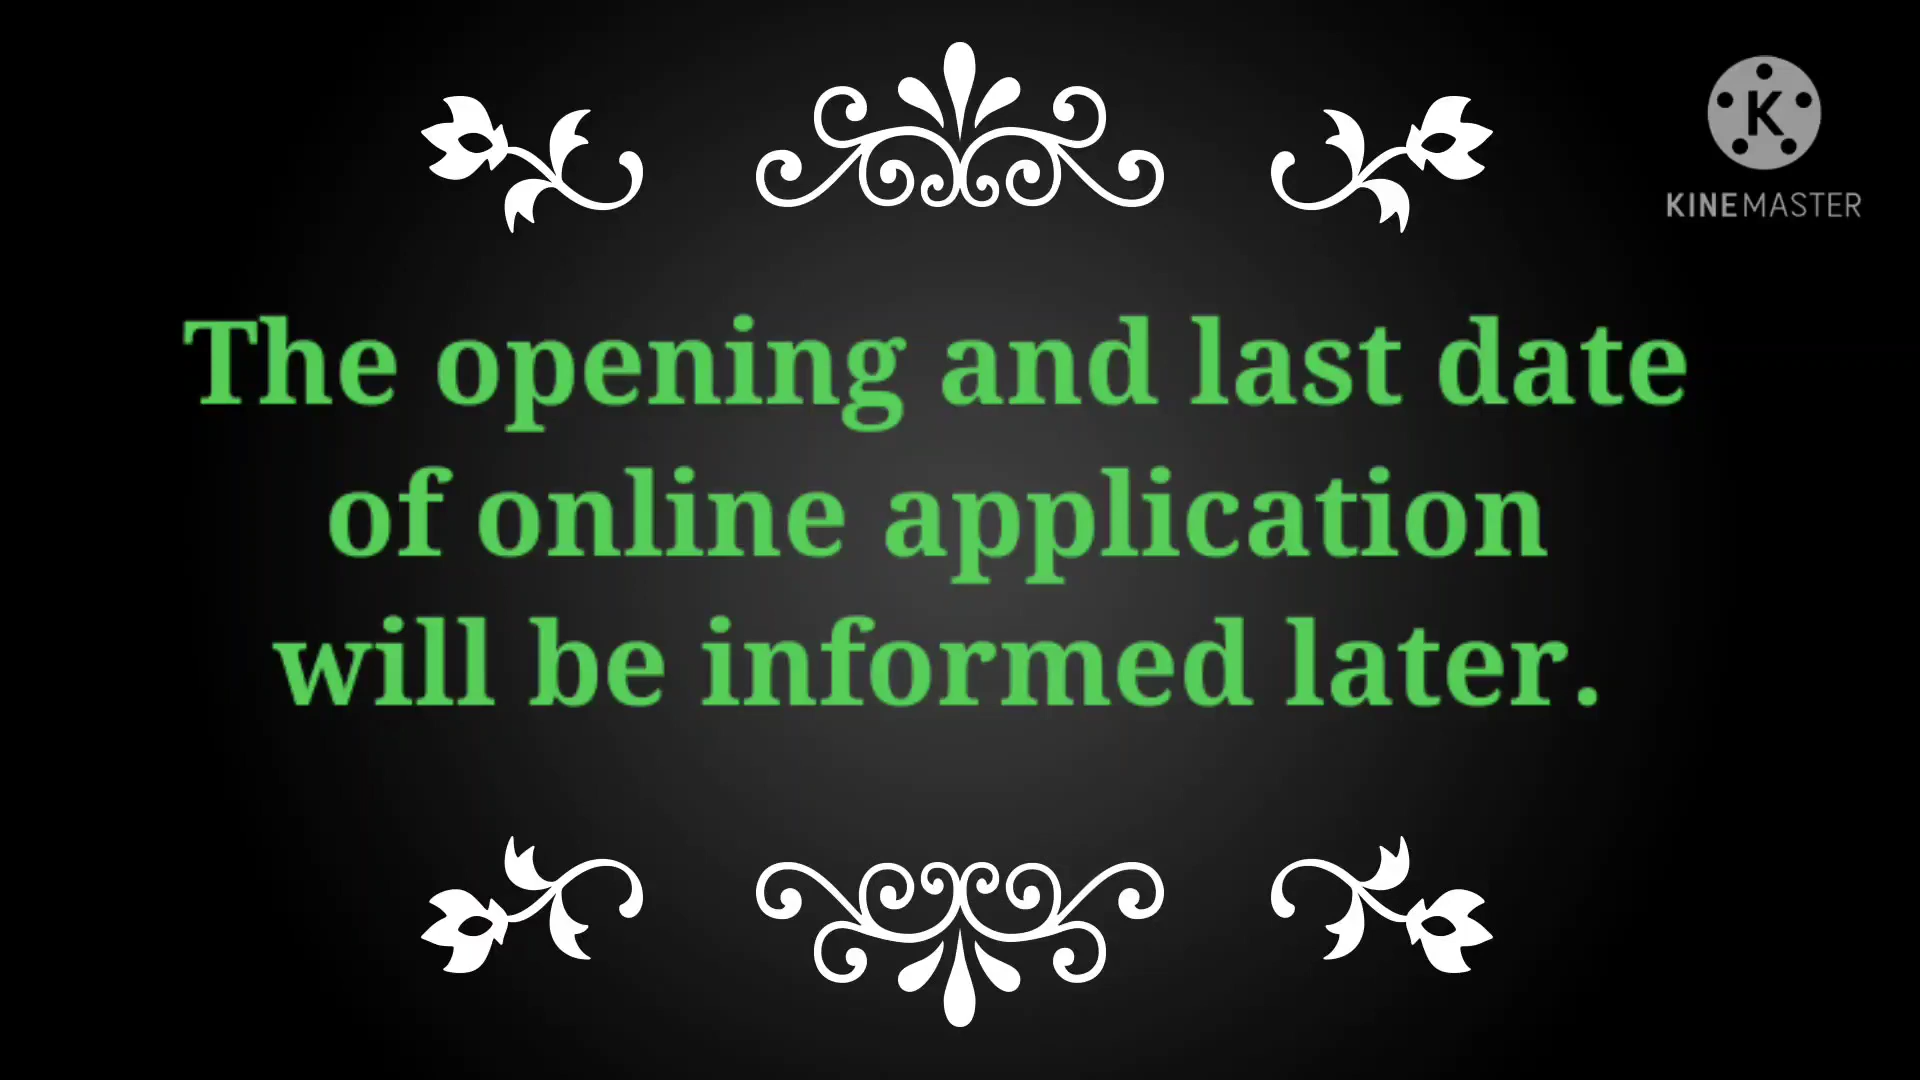 K
KINEMASTER
The opening and last date
of online application
will be informed later.